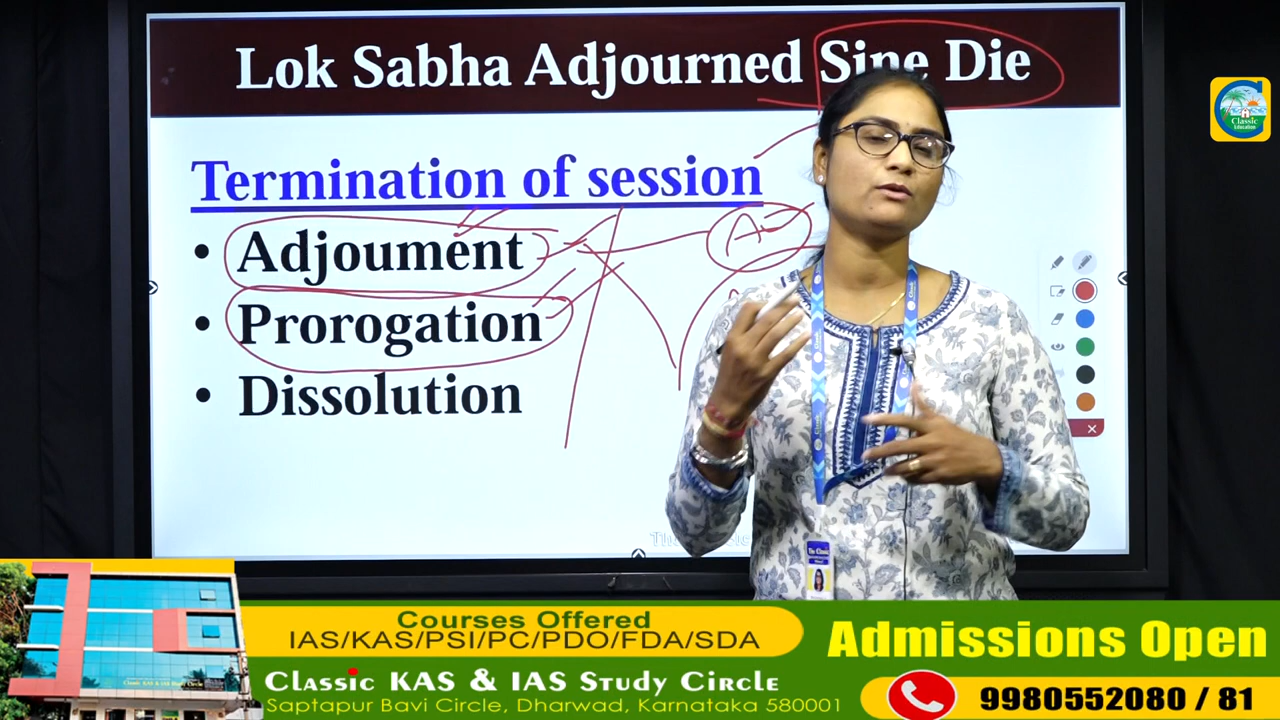 Lok Sabha Adjourned Sine Die
Classic
Education
Termination of session
• Adjoument
• Prorogation
• Dissolution
Courses Offered
IAS/KAS/PSI/PC/PDO/FDA/SDA
Classic KAS & IAS Study Circle
Saptapur Bavi Circle, Dharwad, Karnataka 580001
Admissions Open
9980552080 / 81